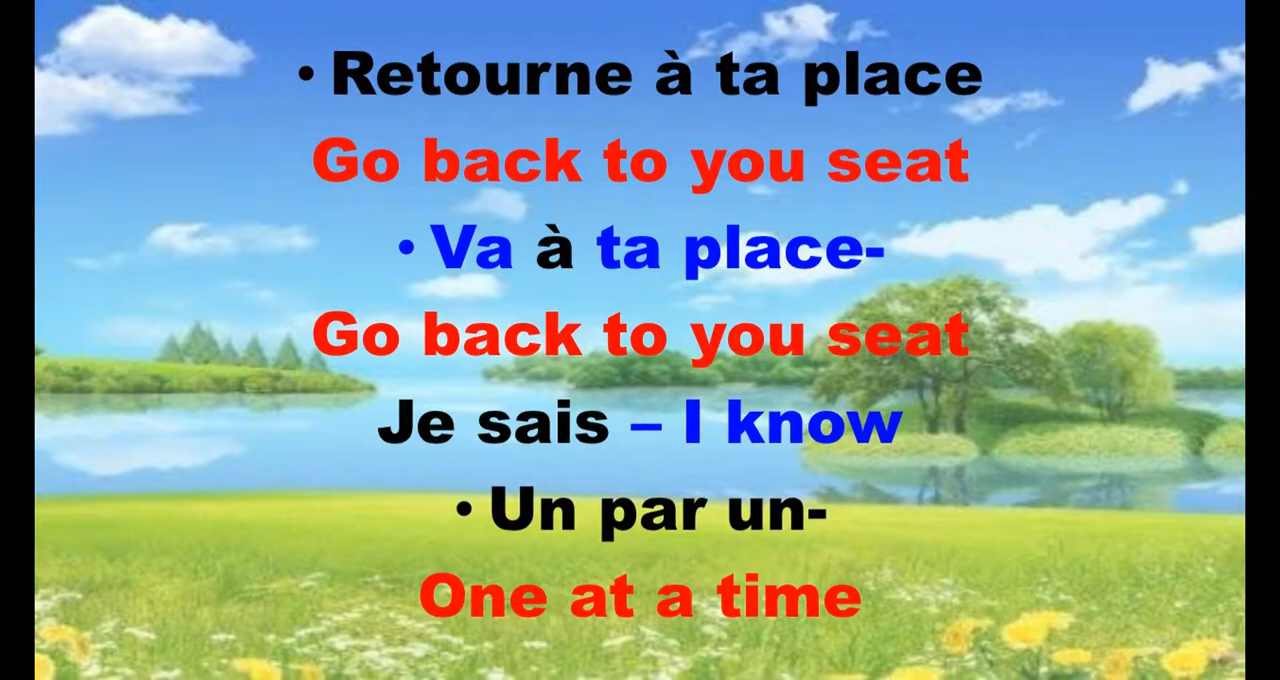 • Retourne à ta place
Go back to you seat
• Va à ta place-
Go back to you seat
Je sais – I know
• Un par un-
One at a time